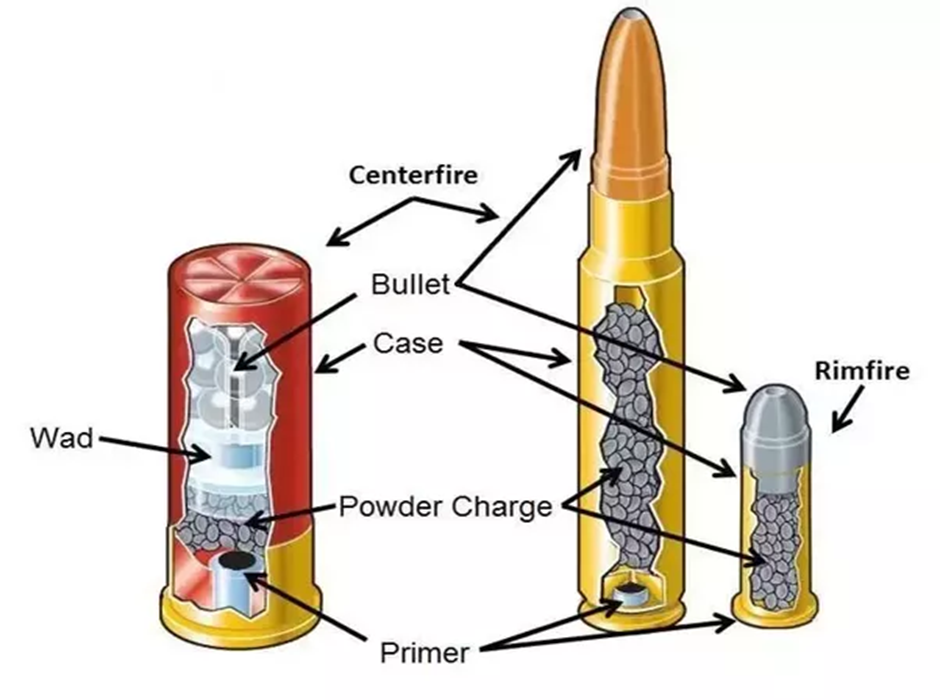 Centerfire
Bullet
Case
Rimfire
Wad
Powder Charge
Primer